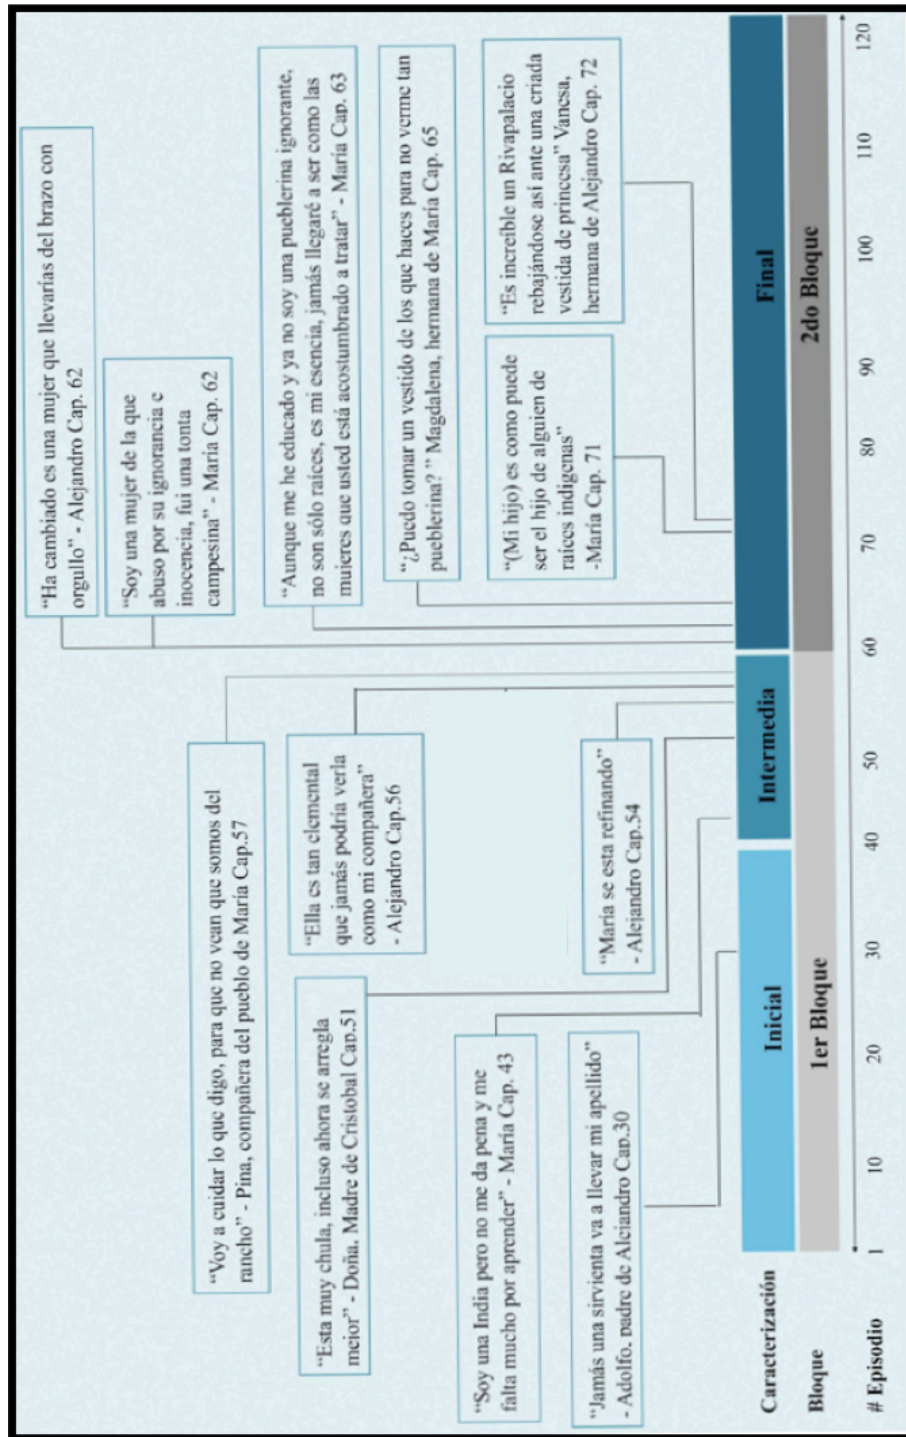 “Ha cambiado es una mujer que llevarías del brazo con
orgullo” - Alejandro Cap. 62
“Soy una mujer de la que
abuso por su ignorancia e
inocencia, fui una tonta
campesina” - María Cap. 62
“Voy a cuidar lo que digo, para que no vean que somos del
rancho” - Pina, compañera del pueblo de María Cap.57
“Aunque me he educado y ya no soy una pueblerina ignorante,
no son sólo raíces, es mi esencia, jamás llegaré a ser como las
mujeres que usted está acostumbrado a tratar” - María Cap. 63
“Ella es tan elemental
que jamás podría verla
como mi compañera”
- Alejandro Cap.56
“Esta muy chula, incluso ahora se arregla
mejor” - Doña. Madre de Cristobal Cap.51
“¿Puedo tomar un vestido de los que haces para no verme tan
pueblerina? ” Magdalena, hermana de María Cap. 65
“Soy una India pero no me da pena y me
falta mucho por aprender” - María Cap. 43
“Es increíble un Rivapalacio
rebajándose así ante una criada
vestida de princesa” Vanesa,
hermana de Alejandro Cap. 72
“(Mi hijo) es como puede
ser el hijo de alguien de
raíces indigenas”
-María Cap. 71
“María se esta refinando”
- Alejandro Cap.54
“Jamás una sirvienta va a llevar mi apellido”
- Adolfo. padre de Alejandro Cap.30
Caracterización Inicial Intermedia Final
Bloque 1er Bloque 2do Bloque
# Episodio 1 10 20 30 40 50 60 70 80 90 100 110 120